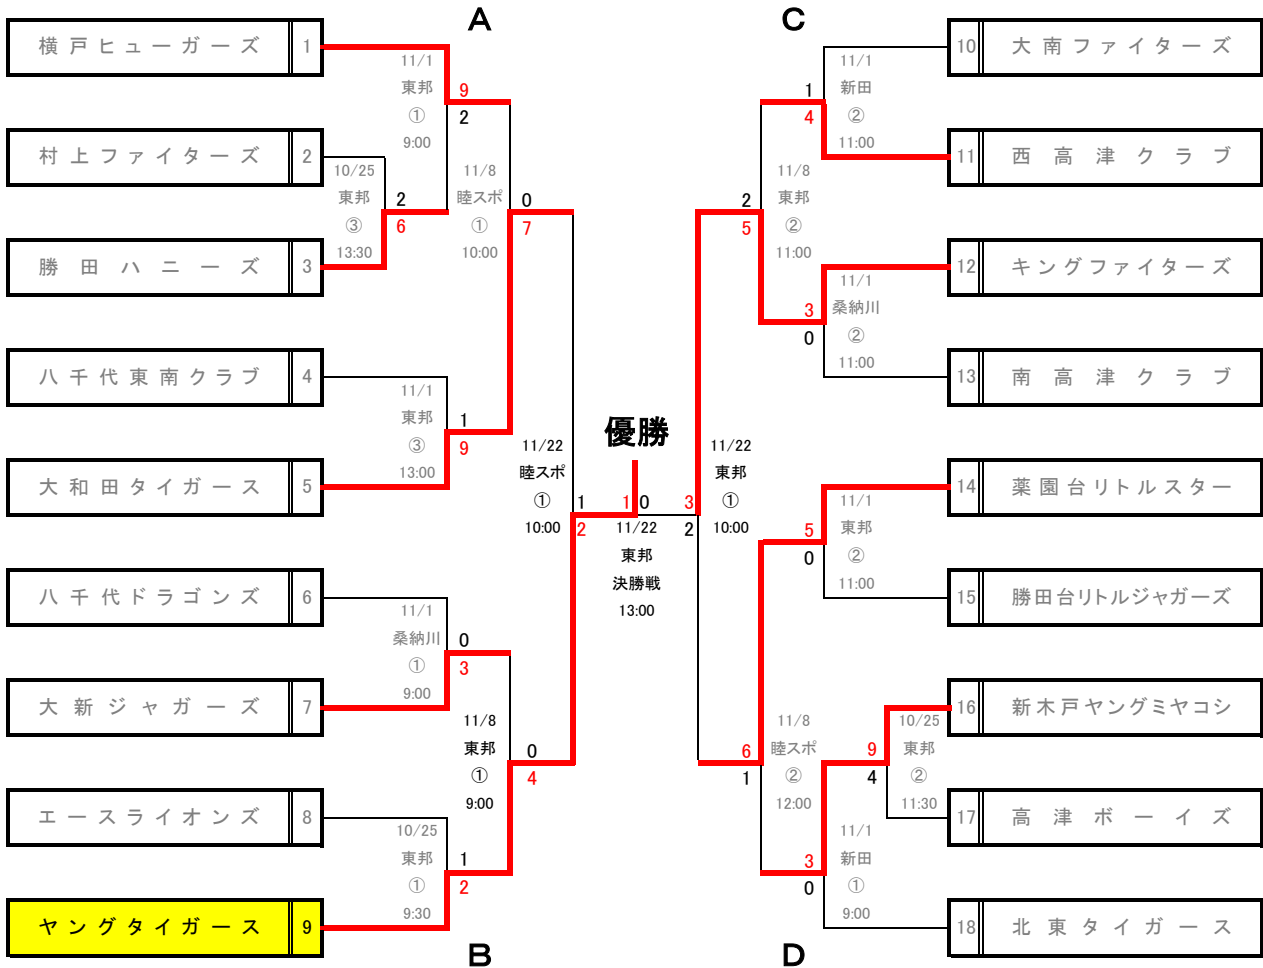 A
C
横戸ヒューガーズ 1
11/1
東邦
①
9:00
9
2
村上ファイターズ 2
10/25
東邦
③
13:30
2
6
11/8
睦スポ
①
10:00
0
7
勝田ハニーズ 3
八千代東南クラブ 4
11/1
東邦
③
13:00
1
9
大和田タイガース 5
11/22
睦スポ
①
10:00
1
2
八千代ドラゴンズ 6
11/1
桑納川
①
9:00
0
3
大新ジャガーズ 7
11/8
東邦
①
9:00
0
4
エースライオンズ 8
10/25
東邦
①
9:30
1
2
ヤングタイガース 9
B
優勝
1 0
11/22
東邦
決勝戦
13:00
10 大南ファイターズ
11/1
新田
②
11:00
1
4
11 西高津クラブ
11/8
東邦
②
11:00
2
5
12 キングファイターズ
11/1
桑納川
②
11:00
3
0
13 南高津クラブ
11/22
東邦
①
10:00
3
2
14 薬園台リトルスター
11/1
東邦
②
11:00
5
0
15 勝田台リトルジャガーズ
16 新木戸ヤングミヤコシ
10/25
東邦
②
11:30
9
4
11/8
睦スポ
②
12:00
6
1
17 高津ボーイズ
11/1
新田
①
9:00
3
0
18 北東タイガース
D